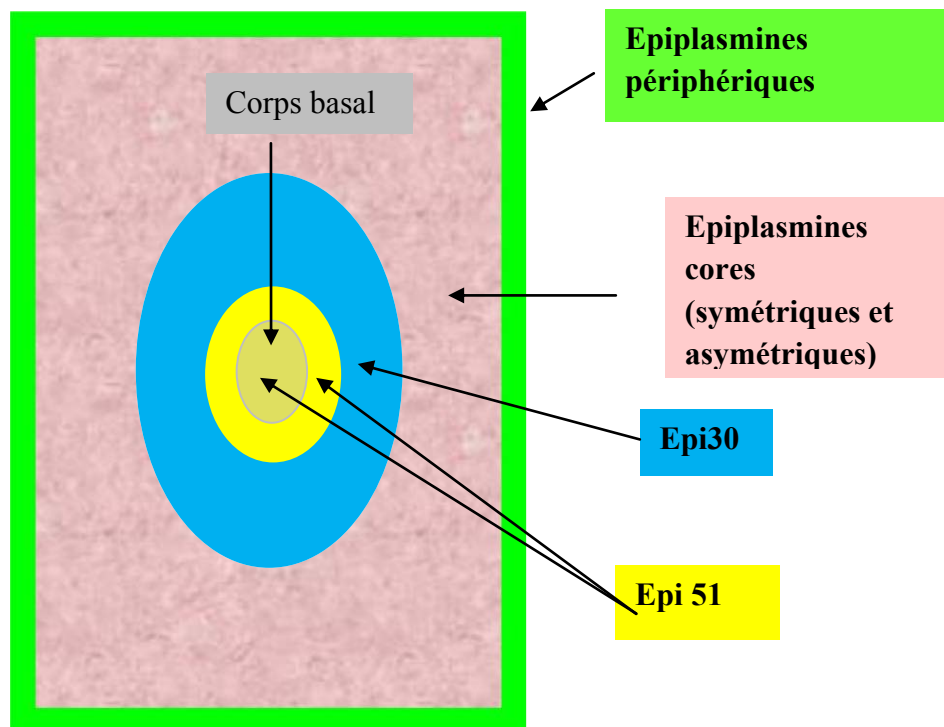 Epiplasmines
périphériques
Corps basal
Epiplasmines
cores
(symétriques et
asymétriques)
Epi30
Epi 51